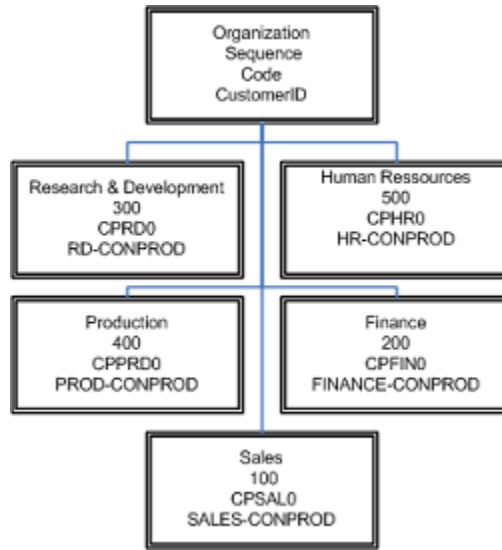 Organization
Sequence
Code
CustomerID
Research & Development
300
CPRD0
RD-CONPROD
Human Ressources
500
CPHR0
HR-CONPROD
Production
400
CPPRD0
PROD-CONPROD
Finance
200
CPFIN0
FINANCE-CONPROD
Sales
100
CPSAL0
SALES-CONPROD